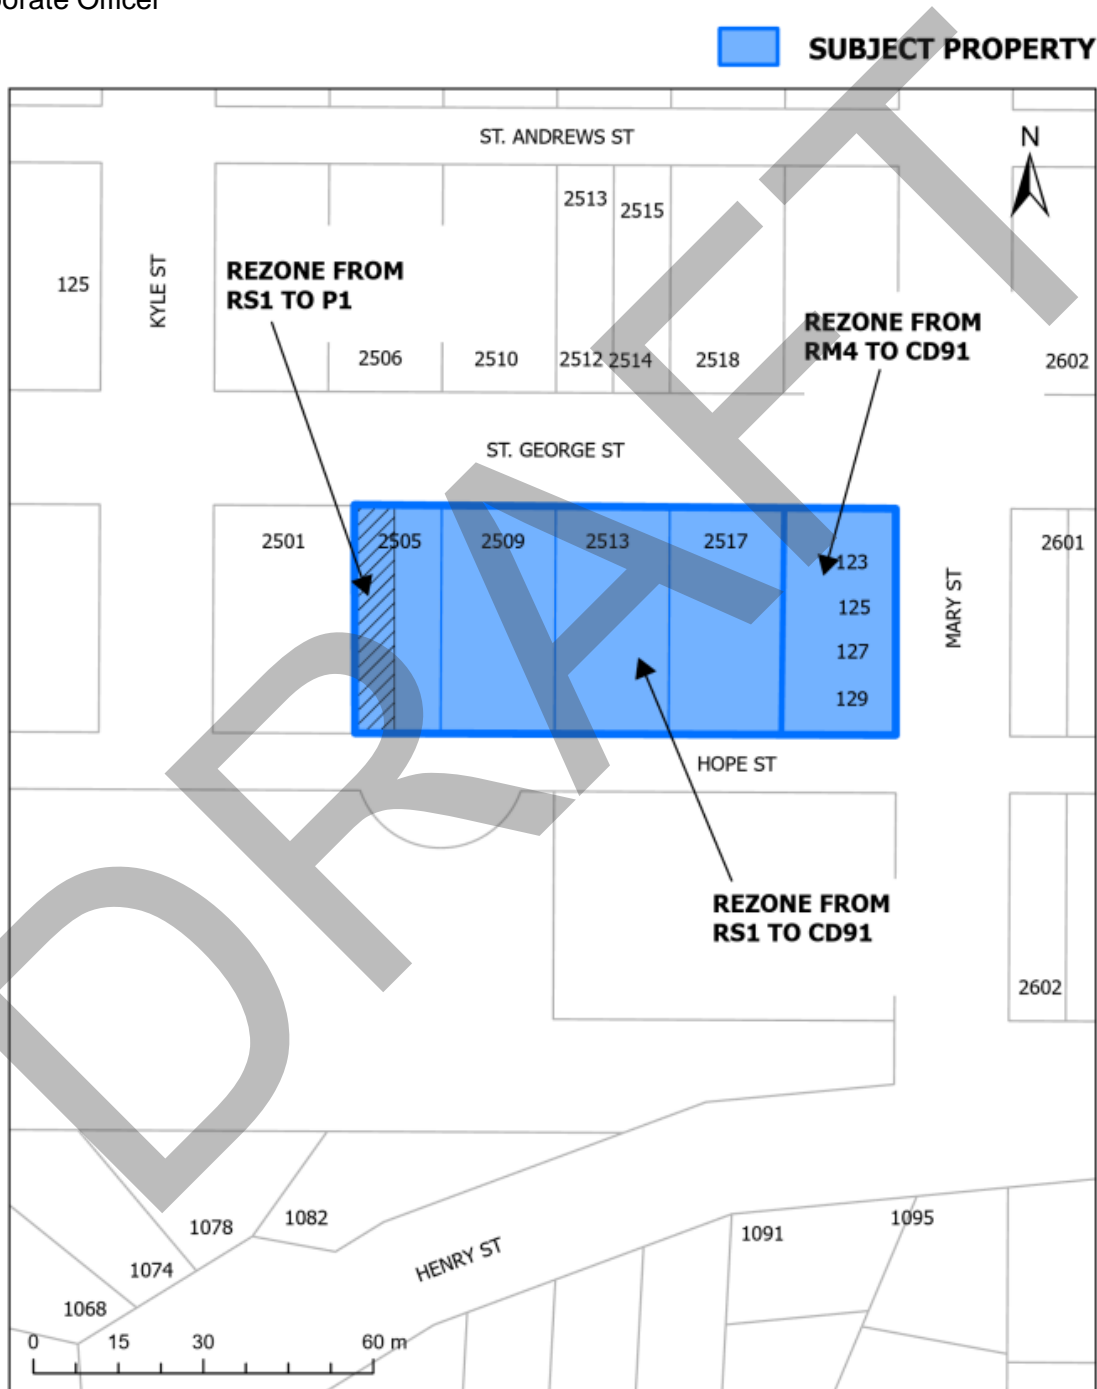 porate Officer
SUBJECT PROPERTY
ST. ANDREWS ST
N
2513
2515
125
KYLE ST
REZONE FROM
RS1 TO P1
REZONE FROM
RM4 TO CD91
2506
2510
2512
2514
2518
2602
ST. GEORGE ST
2501
2505
2509
2513
2517
123
125
127
129
MARY ST
2601
HOPE ST
REZONE FROM
RS1 TO CD91
2602
DRAFT
1082
1078
1074
1068
HENRY ST
1091
1095
0 15 30 60 m